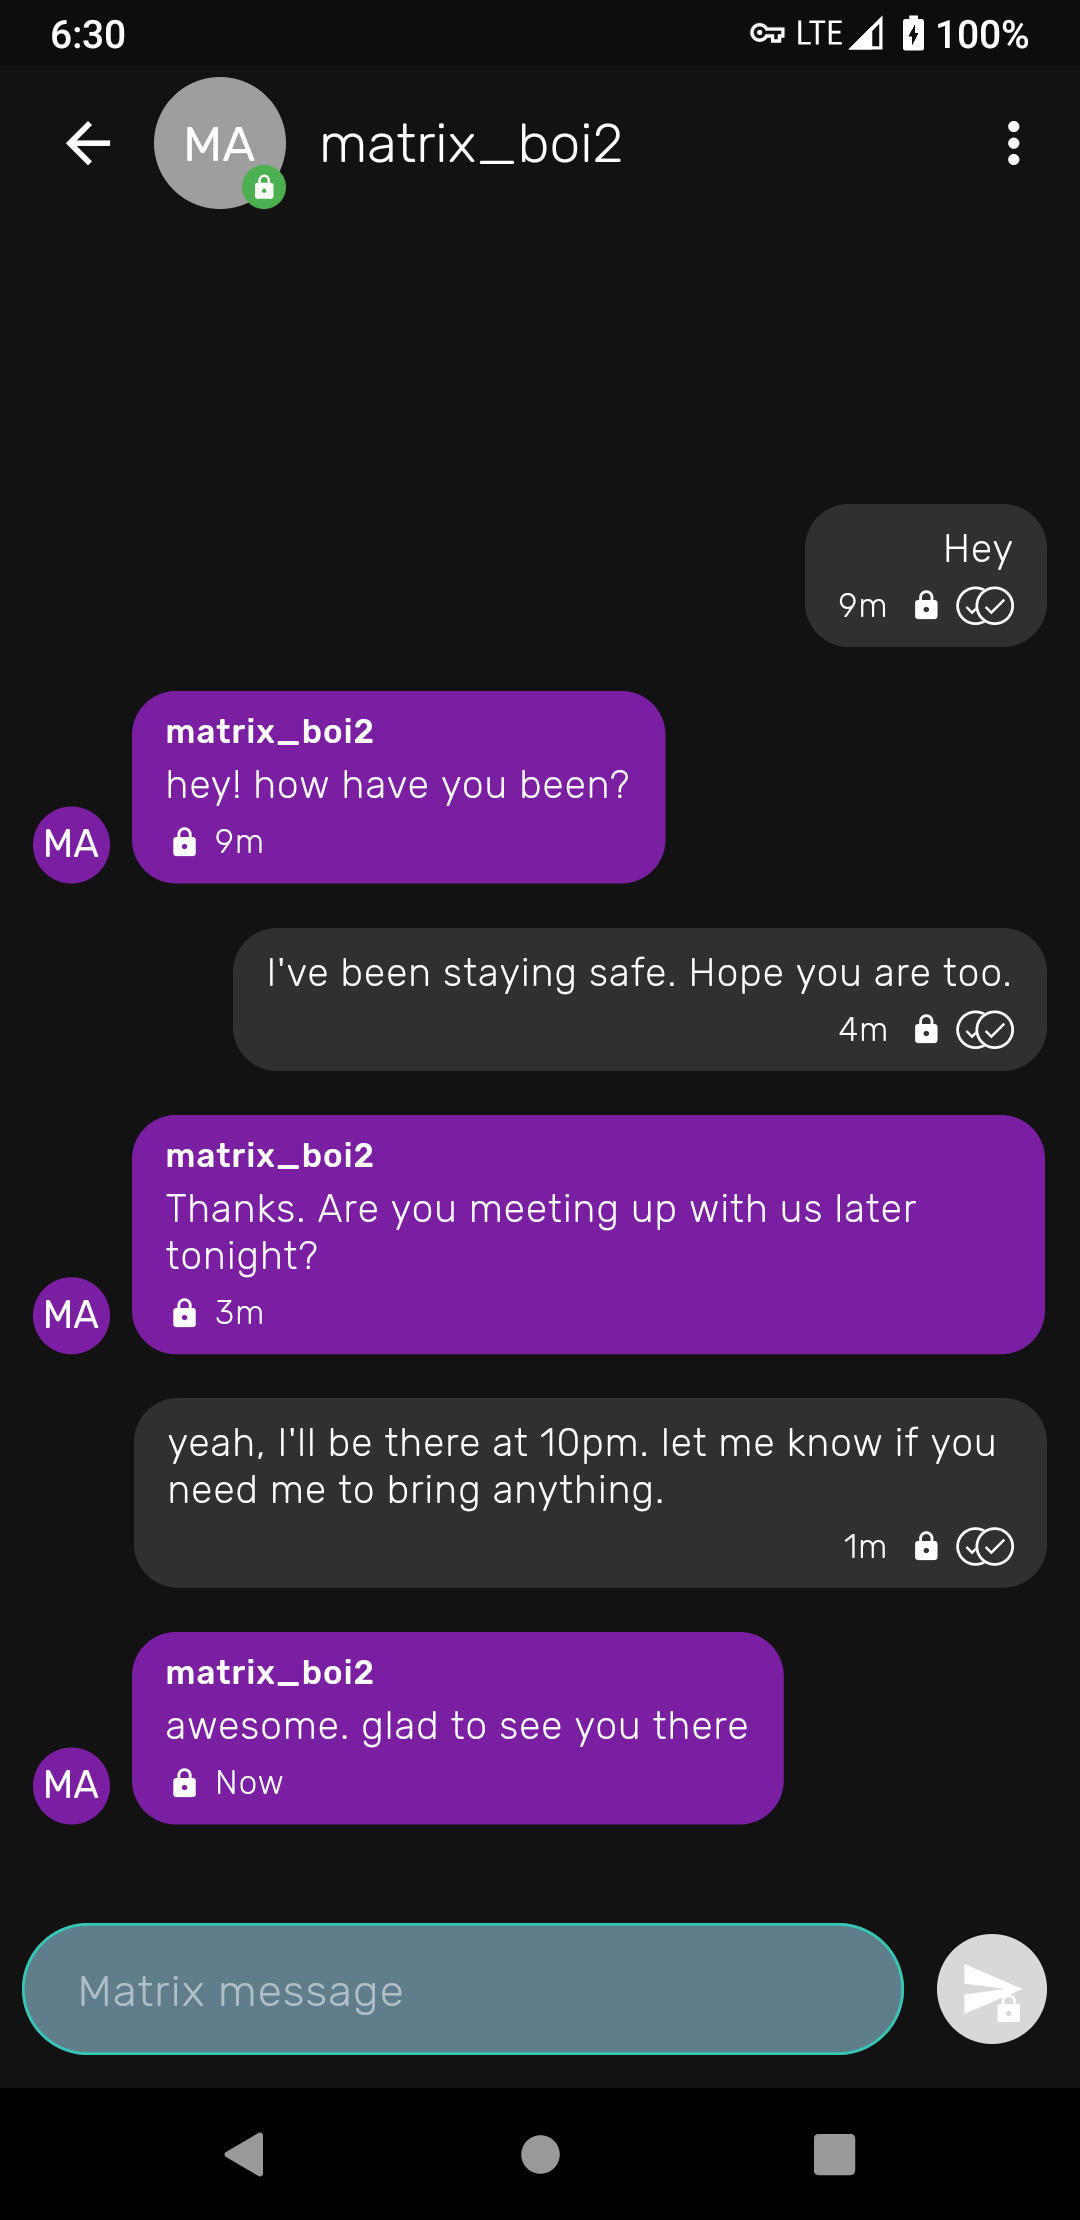 6:30 LTE 100%
MA matrix_boi2
Hey
9m
matrix_boi2
hey! how have you been?
MA 9m
I've been staying safe. Hope you are too.
4m
matrix_boi2
Thanks. Are you meeting up with us later
tonight?
MA 3m
yeah, I'll be there at 10pm. let me know if you
need me to bring anything.
1m
matrix_boi2
awesome. glad to see you there
MA Now
Matrix message